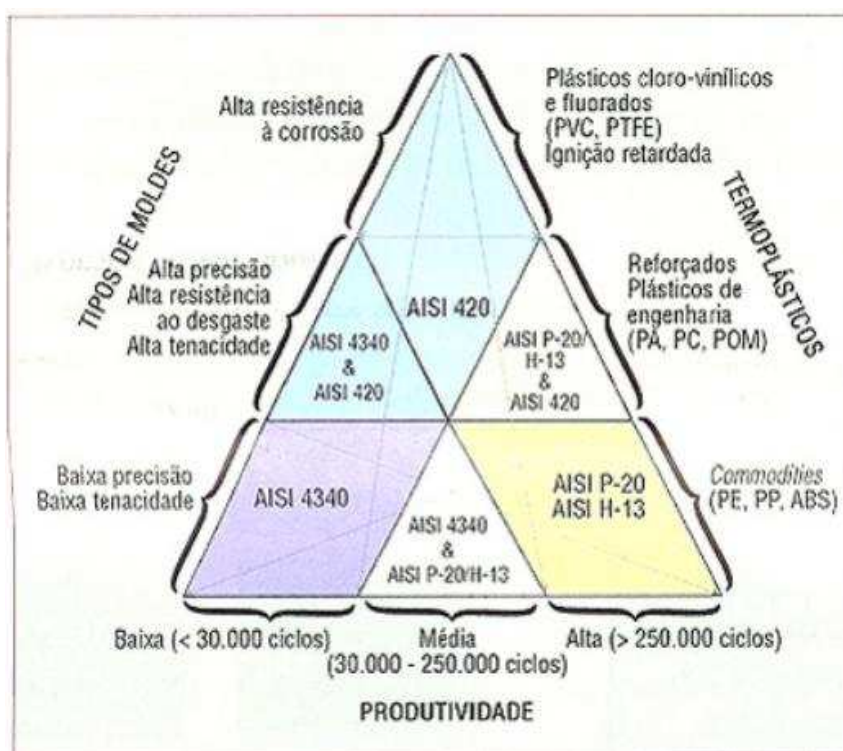 Alta resistência
à corrosão
Plásticos cloro-vinílicos
e fluorados
(PVC, PTFE)
Ignição retardada
TIPOS DE MOLDES
TERMOPLÁSTICOS
Alta precisão
Alta resistência
ao desgaste
Alta tenacidade
AISI 420
AISI 4340
&
AISI 420
AISI P-20/
H-13
&
AISI 420
Reforçados
Plásticos de
engenharia
(PA, PC, POM)
Baixa precisão
Baixa tenacidade
AISI 4340
AISI 4340
&
AISI P-20/H-13
AISI P-20
AISI H-13
Commodities
(PE, PP, ABS)
Baixa (< 30.000 ciclos)
Média
(30.000 - 250.000 ciclos)
Alta (> 250.000 ciclos)
PRODUTIVIDADE